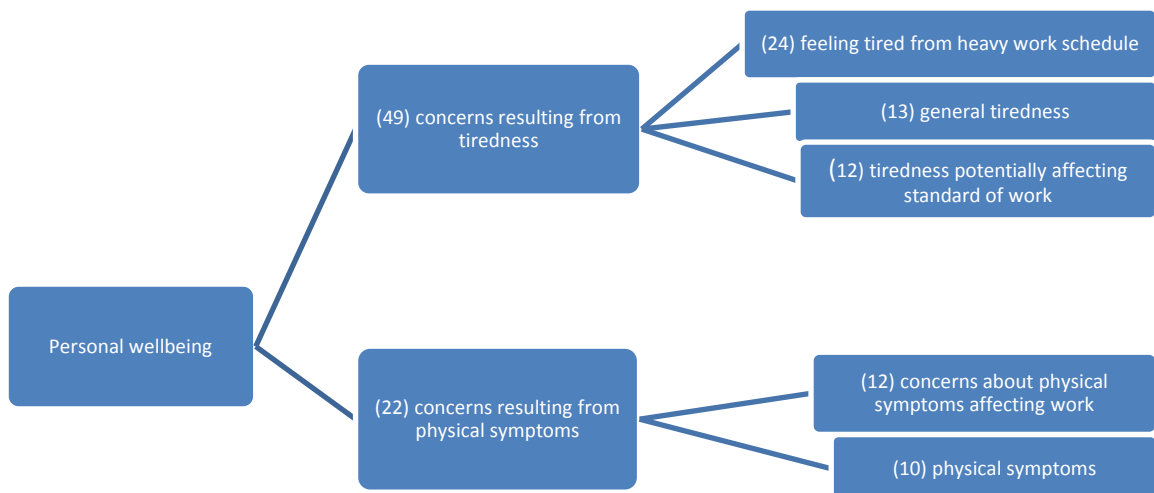 (24) feeling tired from heavy work schedule
(49) concerns resulting from
tiredness
(13) general tiredness
(12) tiredness potentially affecting
standard of work
Personal wellbeing
(22) concerns resulting from
physical symptoms
(12) concerns about physical
symptoms affecting work
(10) physical symptoms